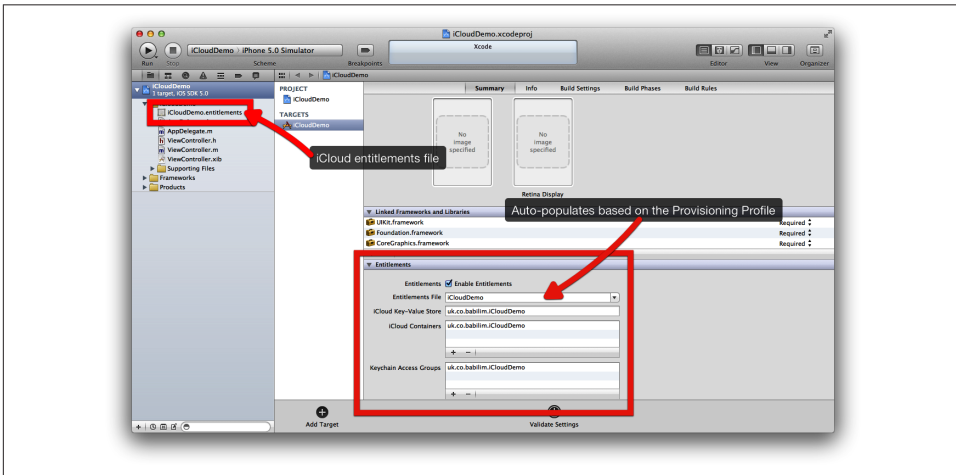 iCloudDemo.xcodeproj
iCloudDemo
iPhone 5.0 Simulator
Xcode
Run
Stop
Scheme
Breakpoints
Editor
View
Organizer
iCloudDemo
iCloudDemo
1 target, iOS SDK 5.0
iCloudDemo.entitlements
AppDelegate.m
ViewController.h
ViewController.m
ViewController.xib
Supporting Files
Frameworks
Products
PROJECT
iCloudDemo
TARGETS
iCloudDemo
Summary
Info
Build Settings
Build Phases
Build Rules
No image specified
No image specified
Retina Display
iCloud entitlements file
Auto-populates based on the Provisioning Profile
Linked Frameworks and Libraries
UIKit.framework
Required
Foundation.framework
Required
CoreGraphics.framework
Required
Entitlements
Entitlements
Enable Entitlements
Entitlements File
iCloudDemo
iCloud Key-Value Store
uk.co.babilim.iCloudDemo
iCloud Containers
uk.co.babilim.iCloudDemo
Keychain Access Groups
uk.co.babilim.iCloudDemo
Add Target
Validate Settings